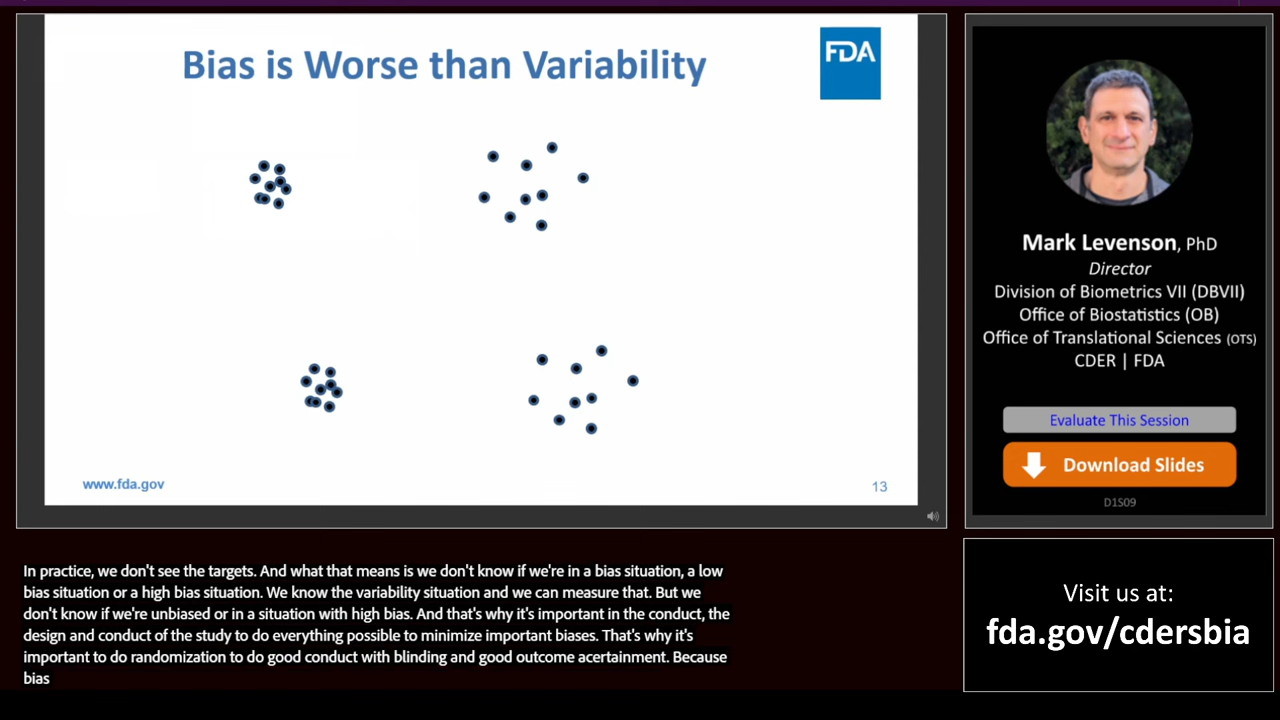 Bias is Worse than Variability
FDA
www.fda.gov
13
Mark Levenson, PhD
Director
Division of Biometrics VII (DBVII)
Office of Biostatistics (OB)
Office of Translational Sciences (OTS)
CDER | FDA
Evaluate This Session
Download Slides
D1S09
In practice, we don't see the targets. And what that means is we don't know if we're in a bias situation, a low
bias situation or a high bias situation. We know the variability situation and we can measure that. But we
don't know if we're unbiased or in a situation with high bias. And that's why it's important in the conduct, the
design and conduct of the study to do everything possible to minimize important biases. That's why it's
important to do randomization to do good conduct with blinding and good outcome acertainment. Because
bias
Visit us at:
fda.gov/cdersbia